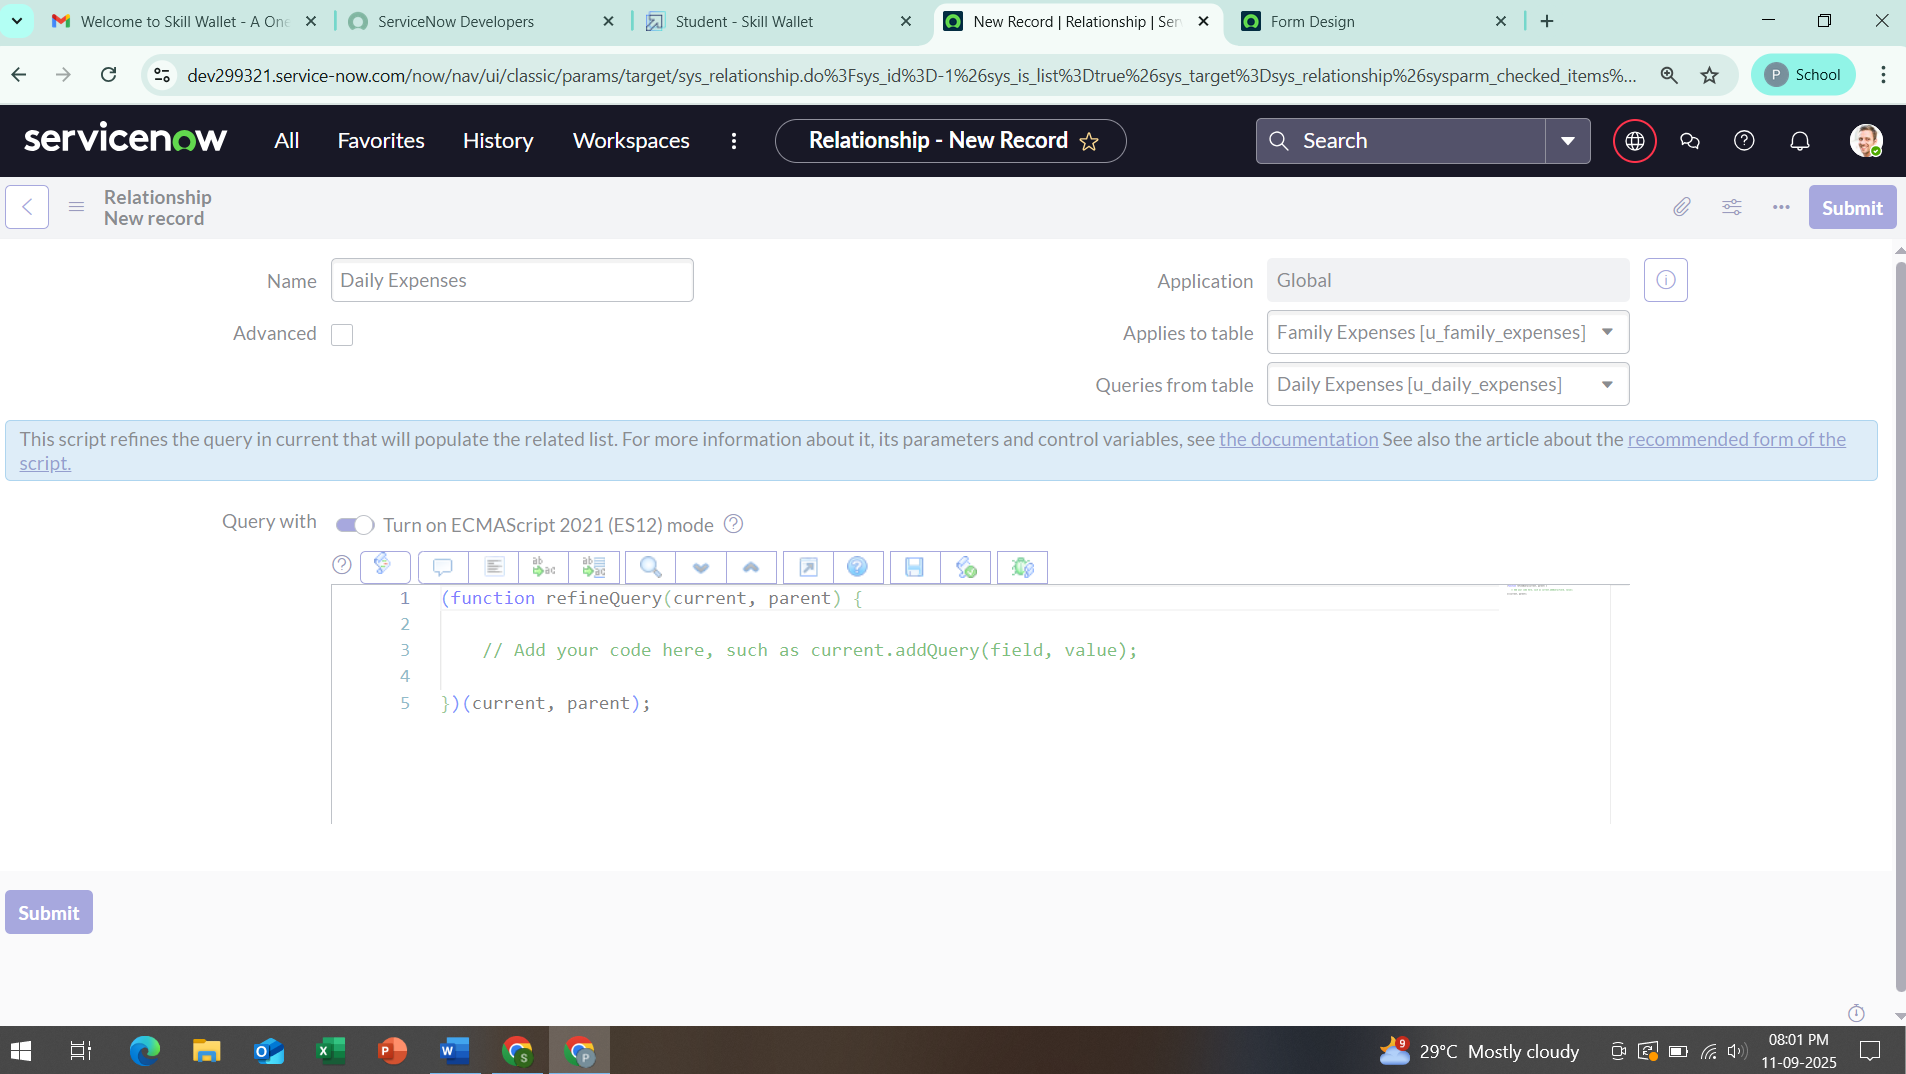 Welcome to Skill Wallet - A One
ServiceNow Developers
Student - Skill Wallet
New Record | Relationship | Ser
Form Design
dev299321.service-now.com/now/nav/ui/classic/params/target/sys_relationship.do%3Fsys_id%3D-1%26sys_is_list%3Dtrue%26sys_target%3Dsys_relationship%26sysparm_checked_items%...
P School
servicenow
All
Favorites
History
Workspaces
Relationship - New Record
Search
Relationship
New record
Submit
Name
Daily Expenses
Application
Global
Advanced
Applies to table
Family Expenses [u_family_expenses]
Queries from table
Daily Expenses [u_daily_expenses]
This script refines the query in current that will populate the related list. For more information about it, its parameters and control variables, see the documentation See also the article about the recommended form of the
script.
Query with
Turn on ECMAScript 2021 (ES12) mode
1 (function refineQuery(current, parent) {
2
3 // Add your code here, such as current.addQuery(field, value);
4
5 })(current, parent);
Submit
9
29°C Mostly cloudy
08:01 PM
11-09-2025